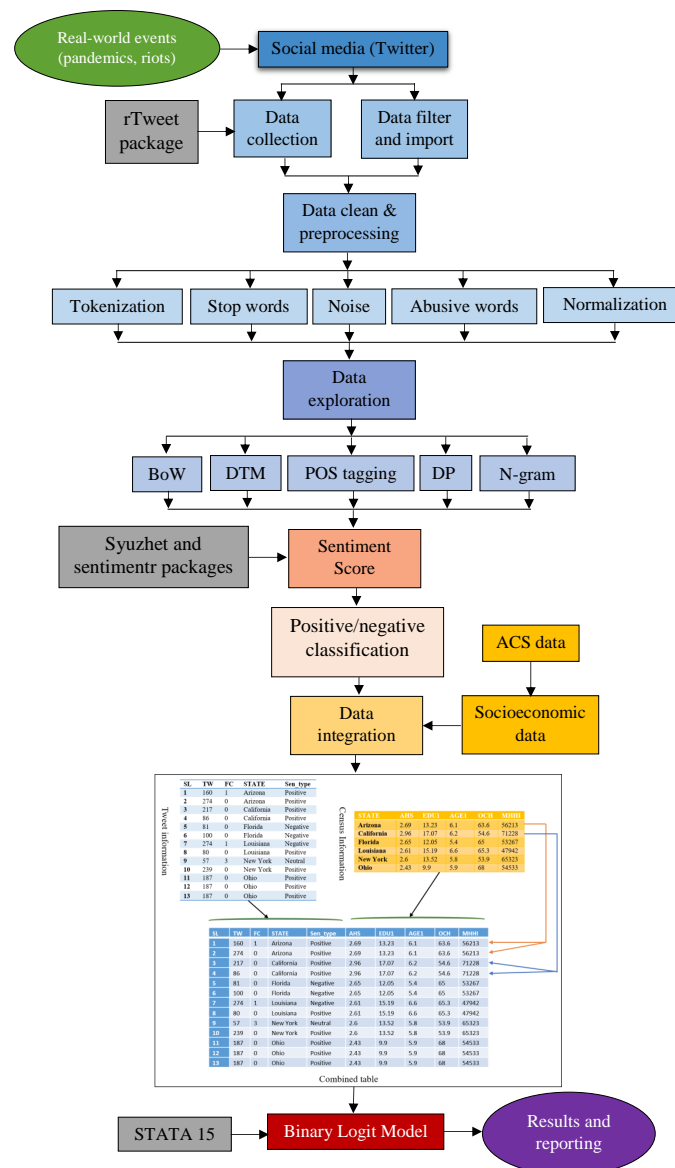 Real-world events
(pandemics, riots)
Social media (Twitter)
rTweet
package
Data
collection
Data filter
and import
Data clean &
preprocessing
Tokenization
Stop words
Noise
Abusive words
Normalization
Data
exploration
BoW
DTM
POS tagging
DP
N-gram
Syuzhet and
sentimentr packages
Sentiment
Score
Positive/negative
classification
ACS data
Data
integration
Socioeconomic
data
Tweet information
SL TW FC STATE Sen_type
1 160 1 Arizona Positive
2 274 0 Arizona Positive
3 217 0 California Positive
4 86 0 California Positive
5 81 0 Florida Negative
6 100 0 Florida Negative
7 274 1 Louisiana Negative
8 80 0 Louisiana Positive
9 57 3 New York Neutral
10 239 0 New York Positive
11 187 0 Ohio Positive
12 187 0 Ohio Positive
13 187 0 Ohio Positive
Census Information
STATE AHS EDU1 AGE1 OCH MHHI
Arizona 2.69 13.23 6.1 63.6 56213
California 2.96 17.07 6.2 54.6 71228
Florida 2.65 12.05 5.4 65 53267
Louisiana 2.61 15.19 6.6 65.3 47942
New York 2.6 13.52 5.8 53.9 65323
Ohio 2.43 9.9 5.9 68 54533
SL TW FC STATE Sen_type AHS EDU1 AGE1 OCH MHHI
1 160 1 Arizona Positive 2.69 13.23 6.1 63.6 56213
2 274 0 Arizona Positive 2.69 13.23 6.1 63.6 56213
3 217 0 California Positive 2.96 17.07 6.2 54.6 71228
4 86 0 California Positive 2.96 17.07 6.2 54.6 71228
5 81 0 Florida Negative 2.65 12.05 5.4 65 53267
6 100 0 Florida Negative 2.65 12.05 5.4 65 53267
7 274 1 Louisiana Negative 2.61 15.19 6.6 65.3 47942
8 80 0 Louisiana Positive 2.61 15.19 6.6 65.3 47942
9 57 3 New York Neutral 2.6 13.52 5.8 53.9 65323
10 239 0 New York Positive 2.6 13.52 5.8 53.9 65323
11 187 0 Ohio Positive 2.43 9.9 5.9 68 54533
12 187 0 Ohio Positive 2.43 9.9 5.9 68 54533
13 187 0 Ohio Positive 2.43 9.9 5.9 68 54533
Combined table
STATA 15
Binary Logit Model
Results and
reporting